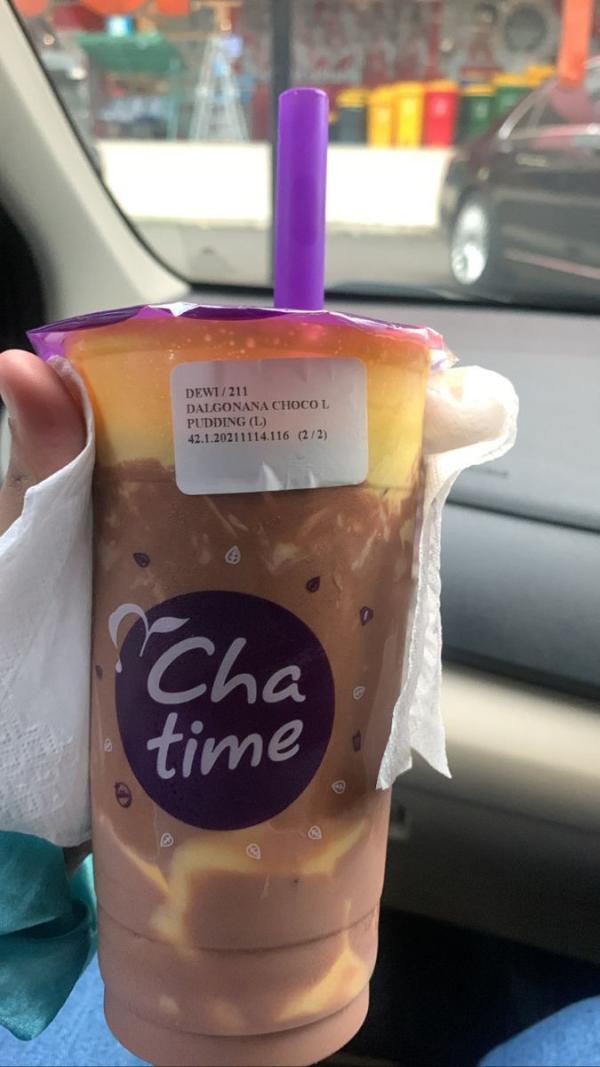 DEWI / 211
DALGONANA CHOCO L
PUDDING (L)
42.1.20211114.116 (2 / 2)
Cha
time